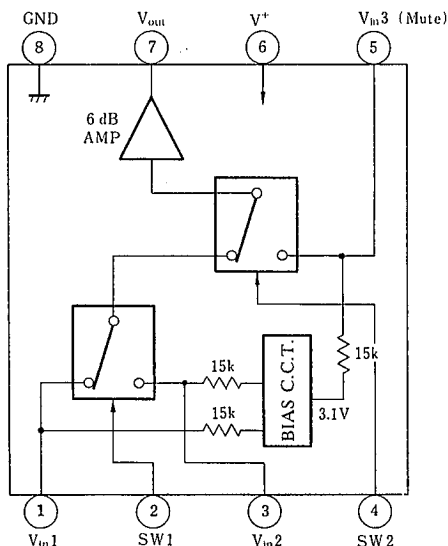 GND Vout V+ Vin3 (Mute)
8 7 6 5
6 dB
AMP
15k
15k
15k
BIAS C.C.T.
3.1V
1 2 3 4
Vin1 SW1 Vin2 SW2